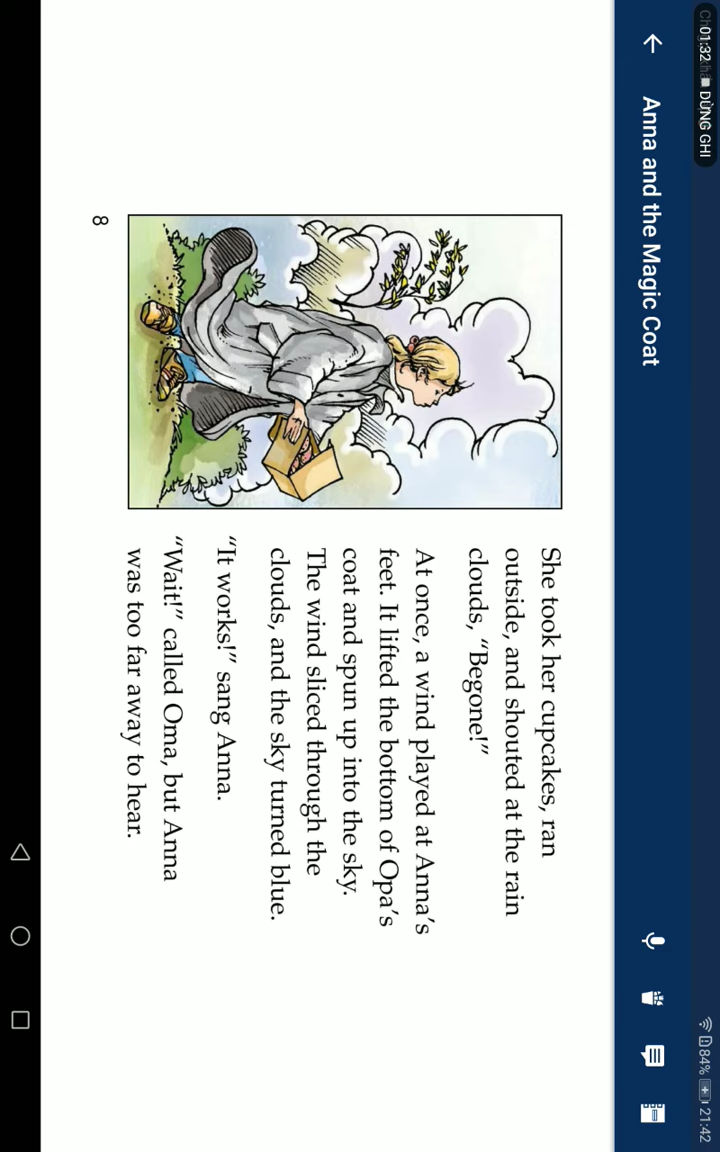 01:32 ■ DỪNG GHI
84% 21:42
Anna and the Magic Coat
She took her cupcakes, ran
outside, and shouted at the rain
clouds, “Begone!”
At once, a wind played at Anna’s
feet. It lifted the bottom of Opa’s
coat and spun up into the sky.
The wind sliced through the
clouds, and the sky turned blue.
“It works!” sang Anna.
“Wait!” called Oma, but Anna
was too far away to hear.
8